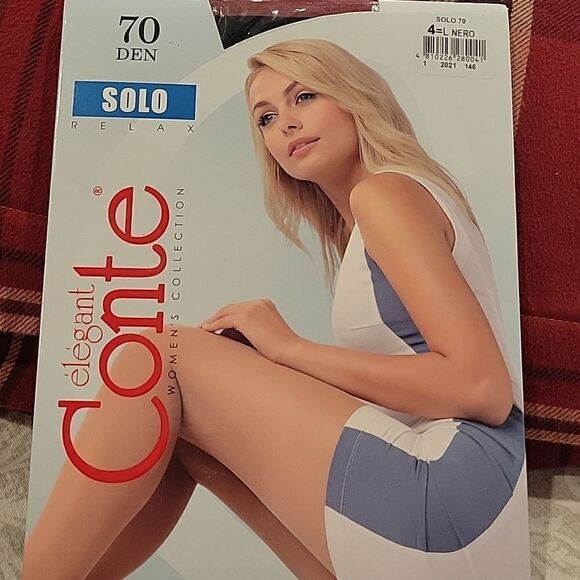 70
DEN
SOLO
RELAX
élégant
Conte®
WOMEN'S COLLECTION
SOLO 70
4=L NERO
4 810226 280041
1 2021 146